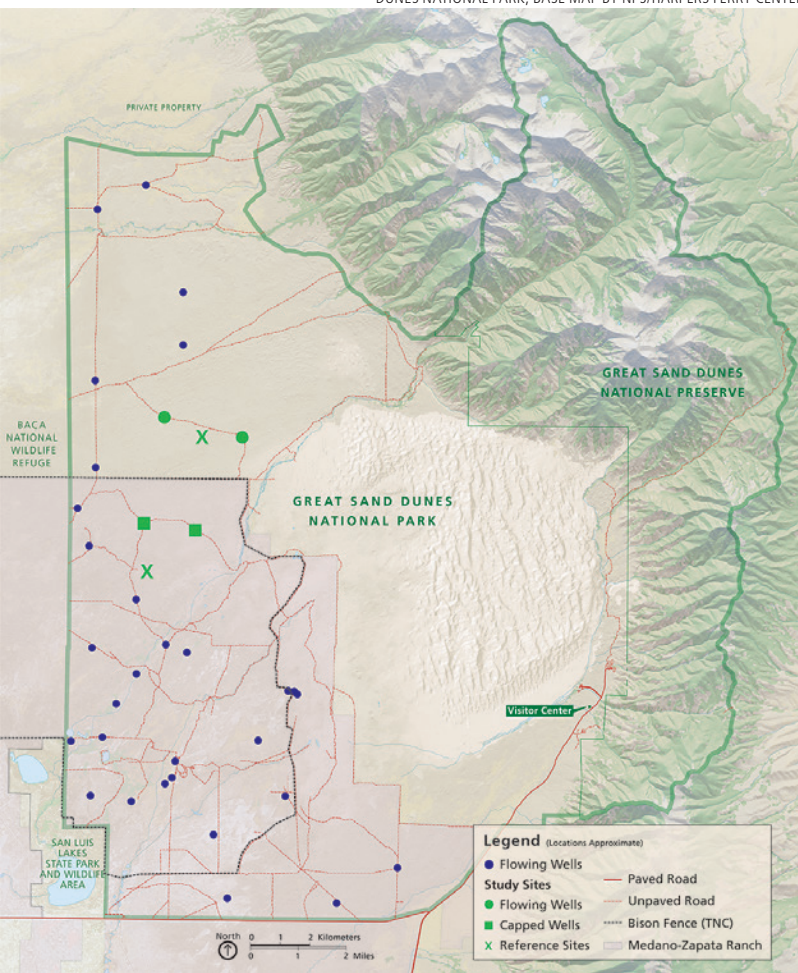 DUNES NATIONAL PARK; BASE MAP BY NPS/HARPERS FERRY CENTER
PRIVATE PROPERTY
GREAT SAND DUNES
NATIONAL PRESERVE
BACA
NATIONAL
WILDLIFE
REFUGE
X
GREAT SAND DUNES
NATIONAL PARK
X
Visitor Center
SAN LUIS
LAKES
STATE PARK
AND WILDLIFE
AREA
Legend (Locations Approximate)
Flowing Wells
Study Sites
Flowing Wells
Capped Wells
X Reference Sites
Paved Road
Unpaved Road
Bison Fence (TNC)
Medano-Zapata Ranch
North
0 1 2 Kilometers
0 1 2 Miles